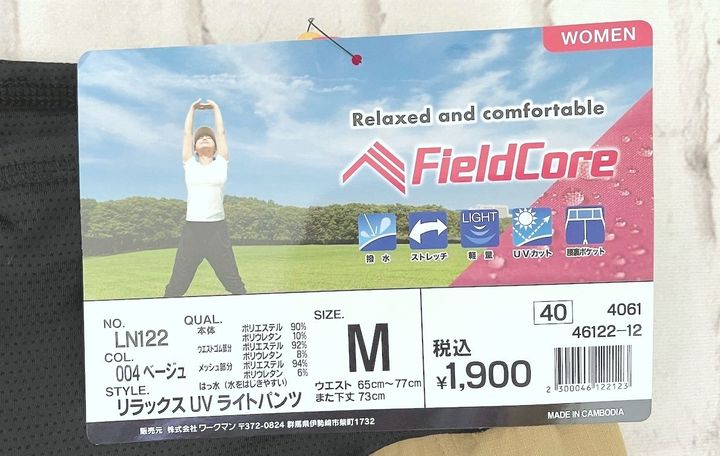 WOMEN
Relaxed and comfortable
FieldCore
LIGHT
撥水 ストレッチ 軽量 UVカット 腰裏ポケット
NO. LN122
COL. 004 ベージュ
STYLE. リラックス UV ライトパンツ
QUAL.
本体 ポリエステル 90%
ポリウレタン 10%
ウエストゴム部分 ポリエステル 92%
ポリウレタン 8%
メッシュ部分 ポリエステル 94%
ポリウレタン 6%
はっ水(水をはじきやすい)
SIZE.
M
ウエスト 65cm~77cm
また下丈 73cm
40 4061
46122-12
税込
¥1,900
2 300046 122123
MADE IN CAMBODIA
販売元 株式会社 ワークマン 〒372-0824 群馬県伊勢崎市柴町1732